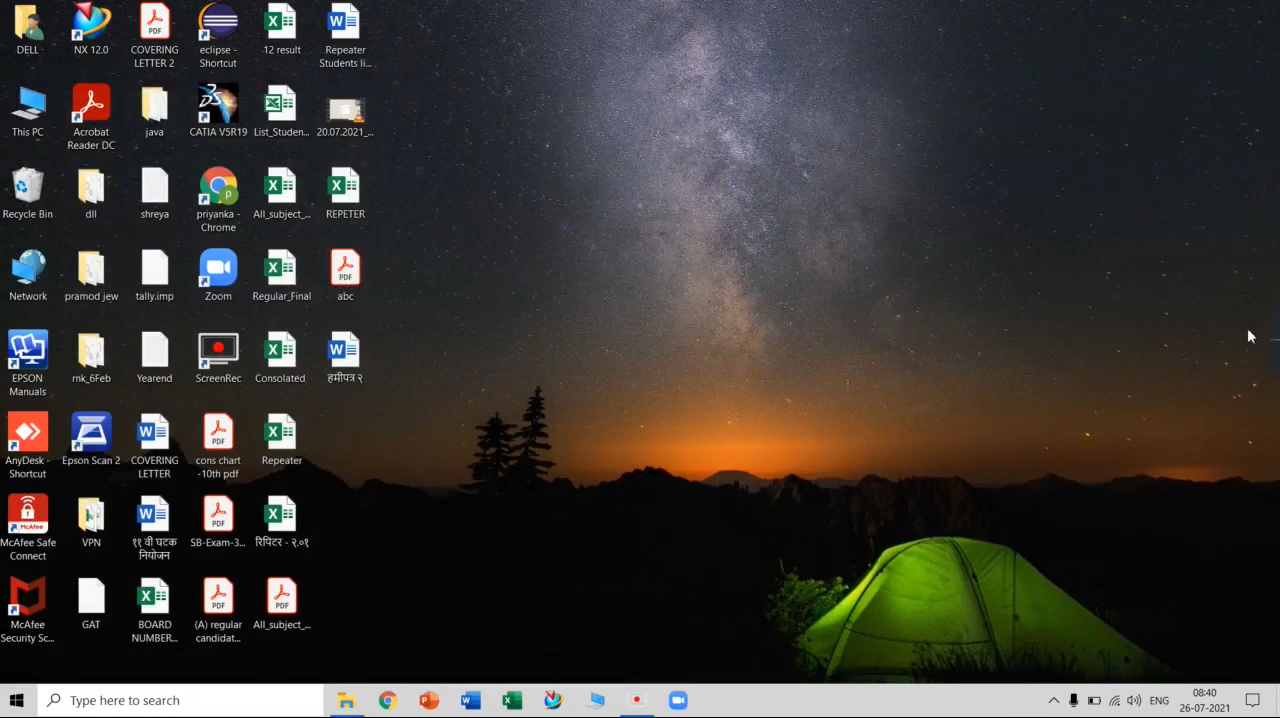 DELL
NX 12.0
COVERING
LETTER 2
eclipse -
Shortcut
12 result
Repeater
Students li...
This PC
Acrobat
Reader DC
java
CATIA V5R19
List_Studen...
20.07.2021_...
Recycle Bin
dll
shreya
priyanka -
Chrome
All_subject_...
REPETER
Network
pramod jew
tally.imp
Zoom
Regular_Final
abc
EPSON
Manuals
rnk_6Feb
Yearend
ScreenRec
Consolated
हमीपत्र २
AnyDesk -
Shortcut
Epson Scan 2
COVERING
LETTER
cons chart
-10th pdf
Repeater
McAfee Safe
Connect
VPN
११ वी घटक
नियोजन
SB-Exam-3...
रिपिटर - २.०१
McAfee
Security Sc...
GAT
BOARD
NUMBER...
(A) regular
candidat...
All_subject_...
Type here to search
ENG
08:40
26-07-2021